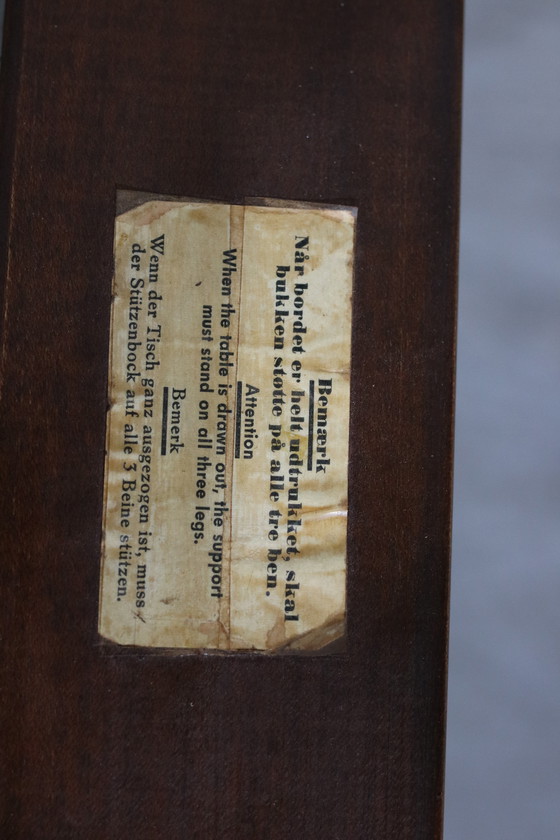 Bemærk
Når bordet er helt udtrukket, skal
bukken støtte på alle tre ben.
Attention
When the table is drawn out, the support
must stand on all three legs.
Bemerk
Wenn der Tisch ganz ausgezogen ist, muss
der Stützenbock auf alle 3 Beine stützen.